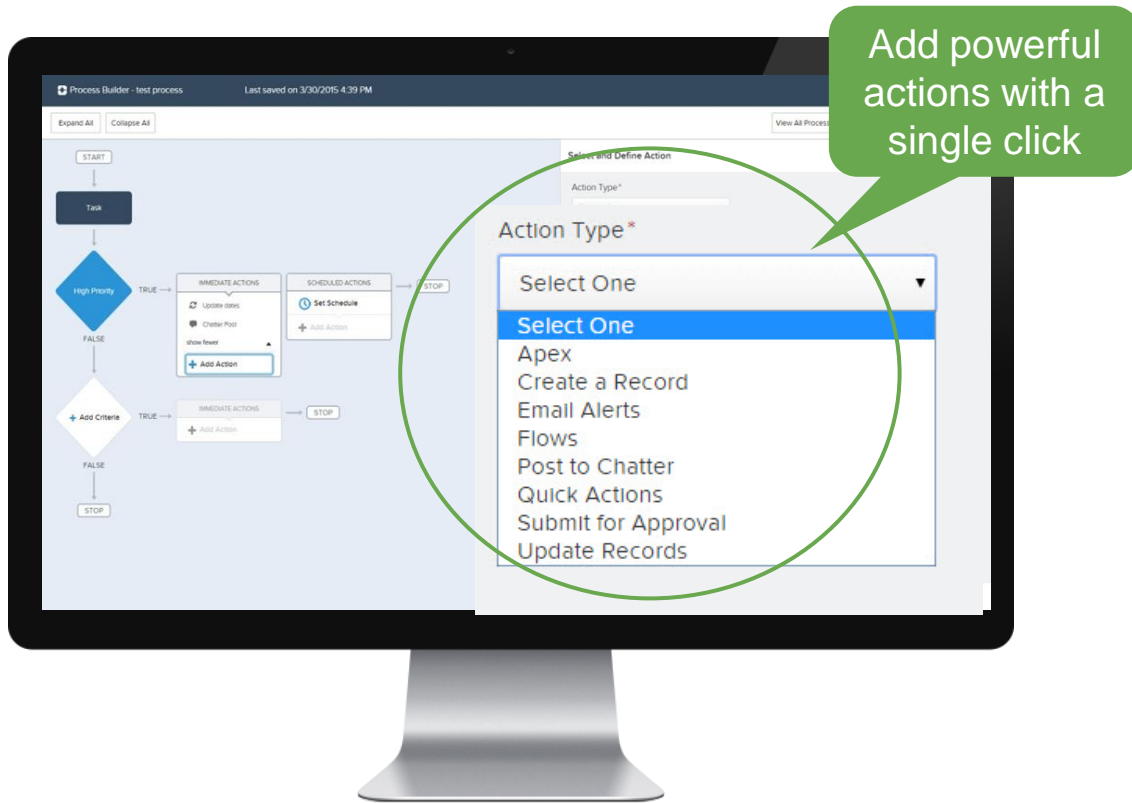 Add powerful
actions with a
single click
Process Builder - test process
Last saved on 3/30/2015 4:39 PM
Expand All
Collapse All
View All Process
START
Task
High Priority
TRUE
IMMEDIATE ACTIONS
Update dates
Chatter Post
show fewer
+ Add Action
SCHEDULED ACTIONS
Set Schedule
+ Add Action
STOP
FALSE
+ Add Criteria
TRUE
IMMEDIATE ACTIONS
+ Add Action
STOP
FALSE
STOP
Select and Define Action
Action Type*
Action Type*
Select One
Select One
Apex
Create a Record
Email Alerts
Flows
Post to Chatter
Quick Actions
Submit for Approval
Update Records